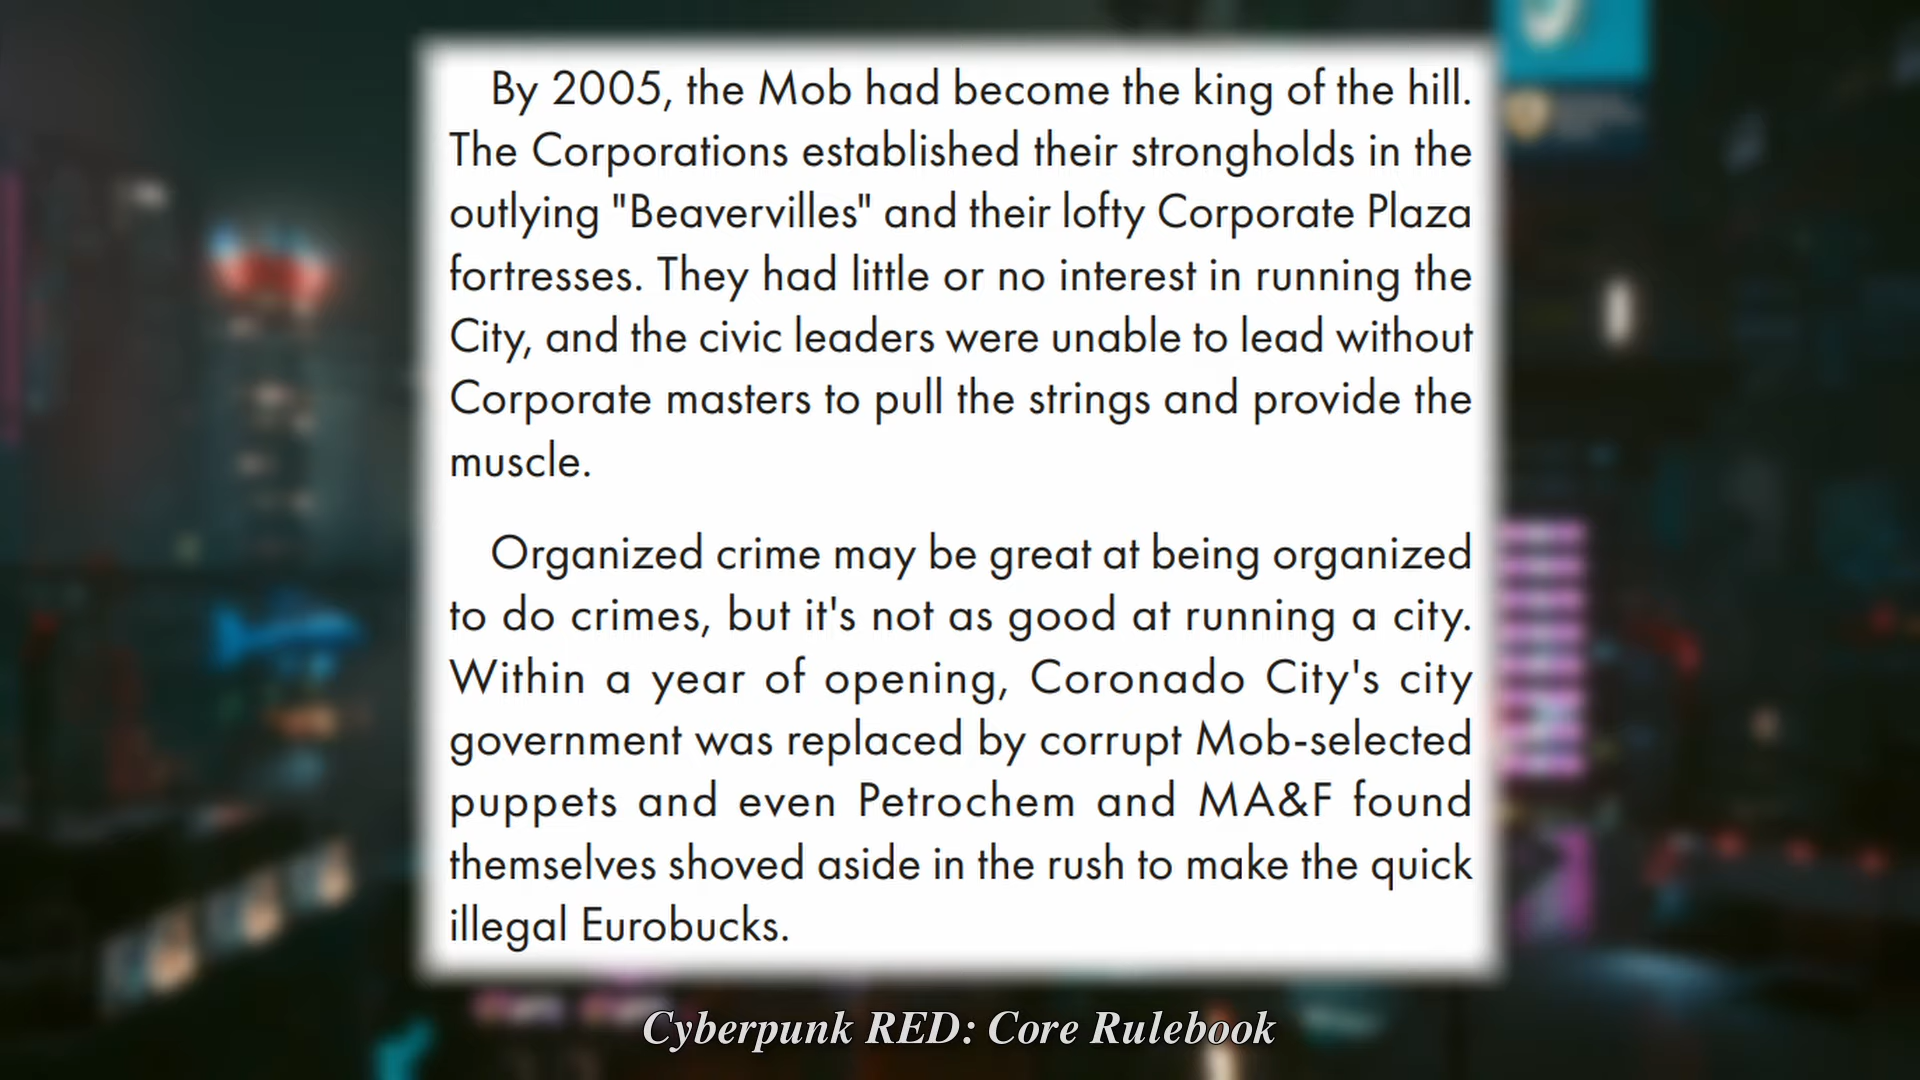 By 2005, the Mob had become the king of the hill.
The Corporations established their strongholds in the
outlying "Beavervilles" and their lofty Corporate Plaza
fortresses. They had little or no interest in running the
City, and the civic leaders were unable to lead without
Corporate masters to pull the strings and provide the
muscle.
Organized crime may be great at being organized
to do crimes, but it's not as good at running a city.
Within a year of opening, Coronado City's city
government was replaced by corrupt Mob-selected
puppets and even Petrochem and MA&F found
themselves shoved aside in the rush to make the quick
illegal Eurobucks.
Cyberpunk RED: Core Rulebook